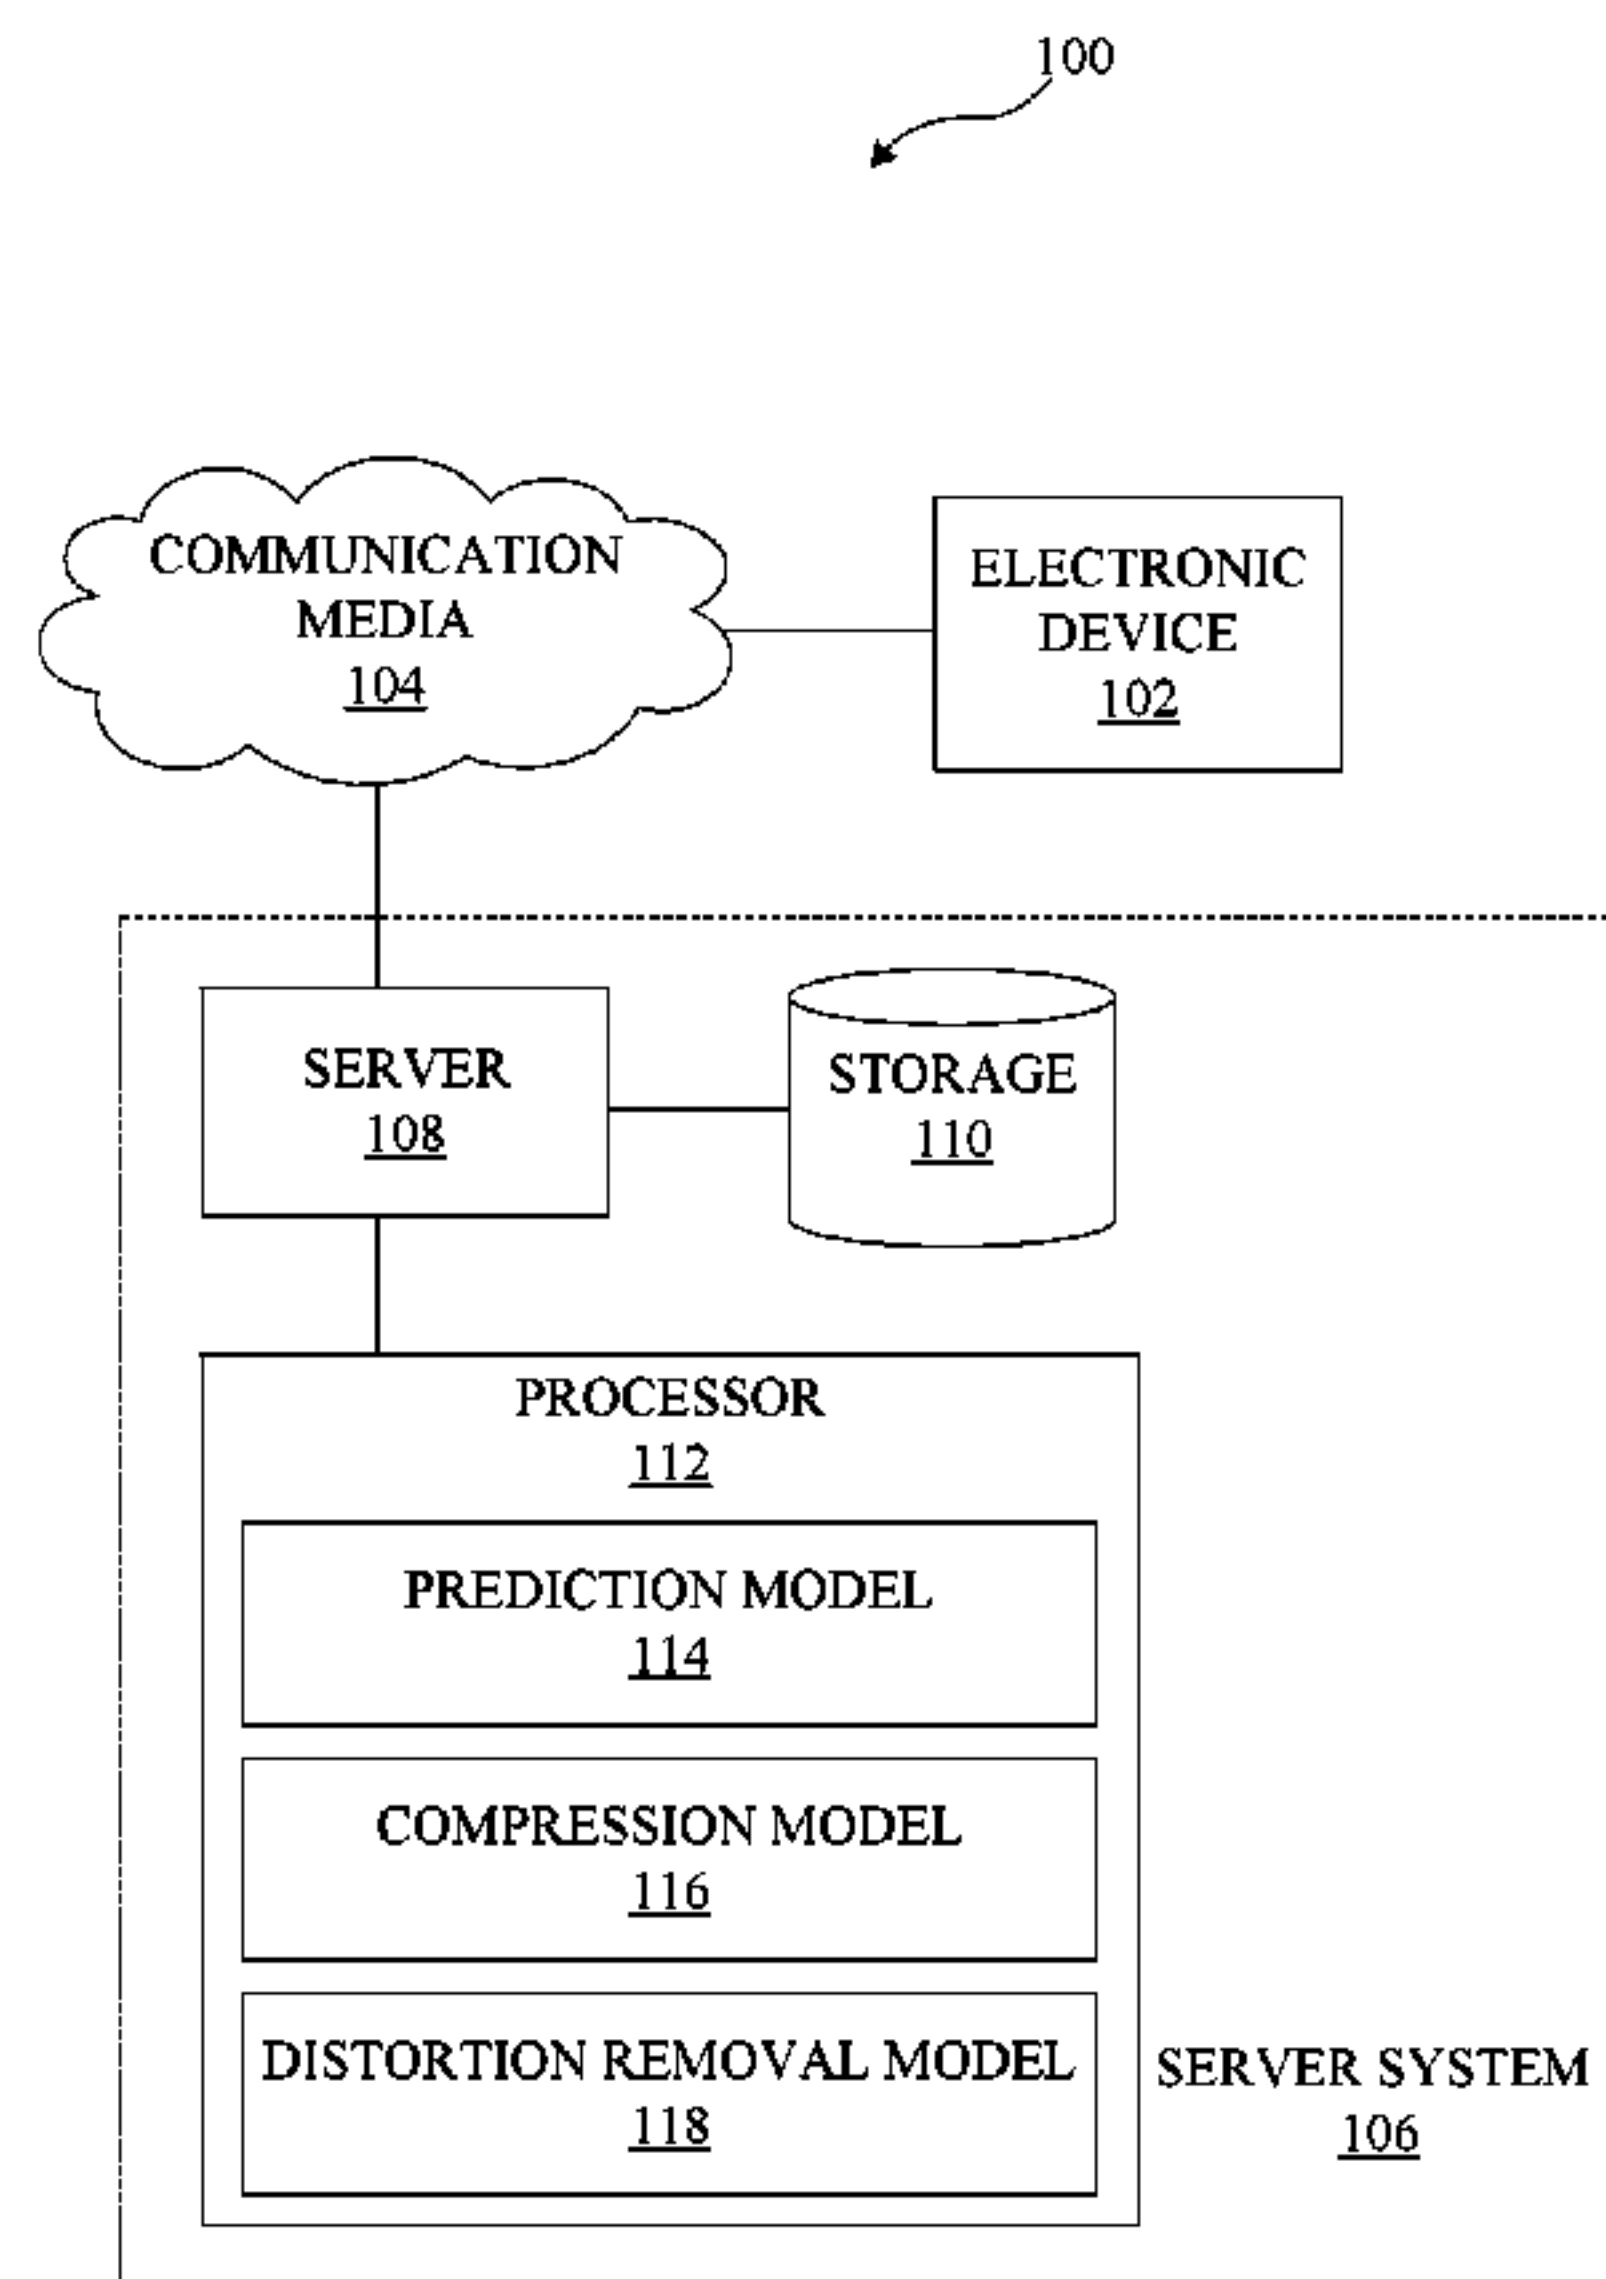 100
COMMUNICATION
MEDIA
104
ELECTRONIC
DEVICE
102
SERVER
108
STORAGE
110
PROCESSOR
112
PREDICTION MODEL
114
COMPRESSION MODEL
116
DISTORTION REMOVAL MODEL
118
SERVER SYSTEM
106